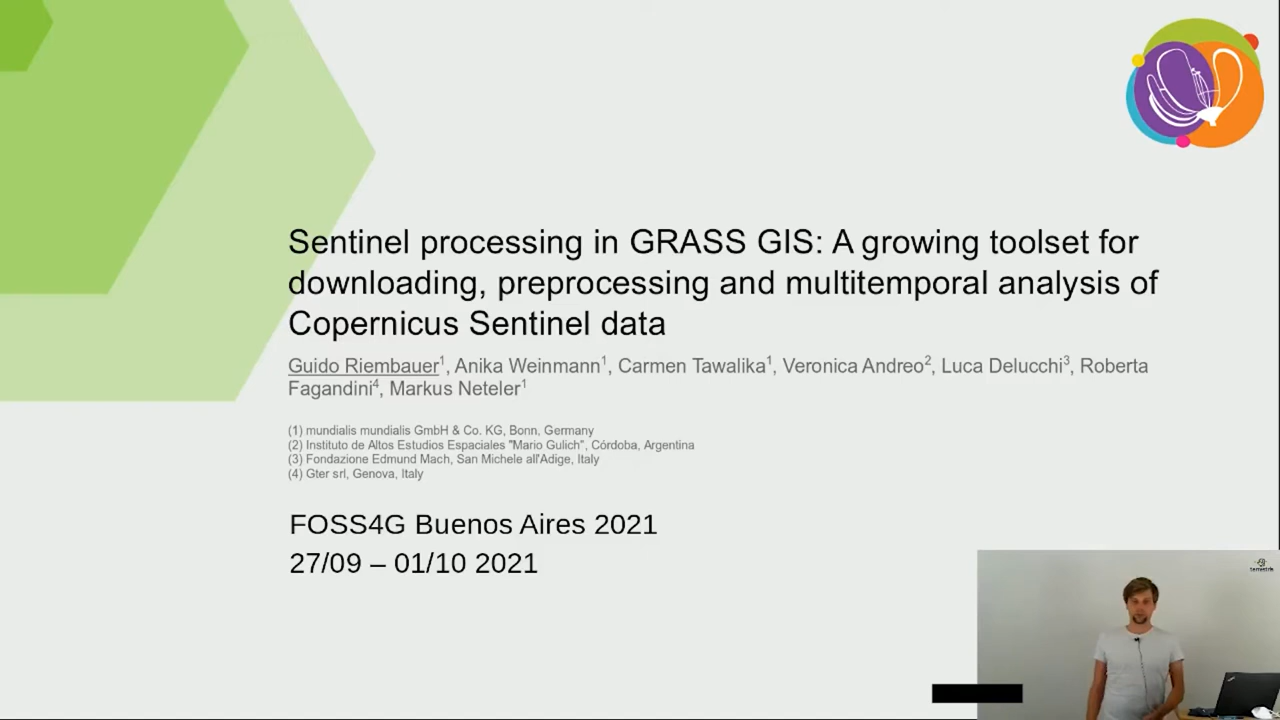 Sentinel processing in GRASS GIS: A growing toolset for
downloading, preprocessing and multitemporal analysis of
Copernicus Sentinel data
Guido Riembauer1, Anika Weinmann1, Carmen Tawalika1, Veronica Andreo2, Luca Delucchi3, Roberta
Fagandini4, Markus Neteler1
(1) mundialis mundialis GmbH & Co. KG, Bonn, Germany
(2) Instituto de Altos Estudios Espaciales "Mario Gulich", Córdoba, Argentina
(3) Fondazione Edmund Mach, San Michele all'Adige, Italy
(4) Gter srl, Genova, Italy
FOSS4G Buenos Aires 2021
27/09 – 01/10 2021
terrestris